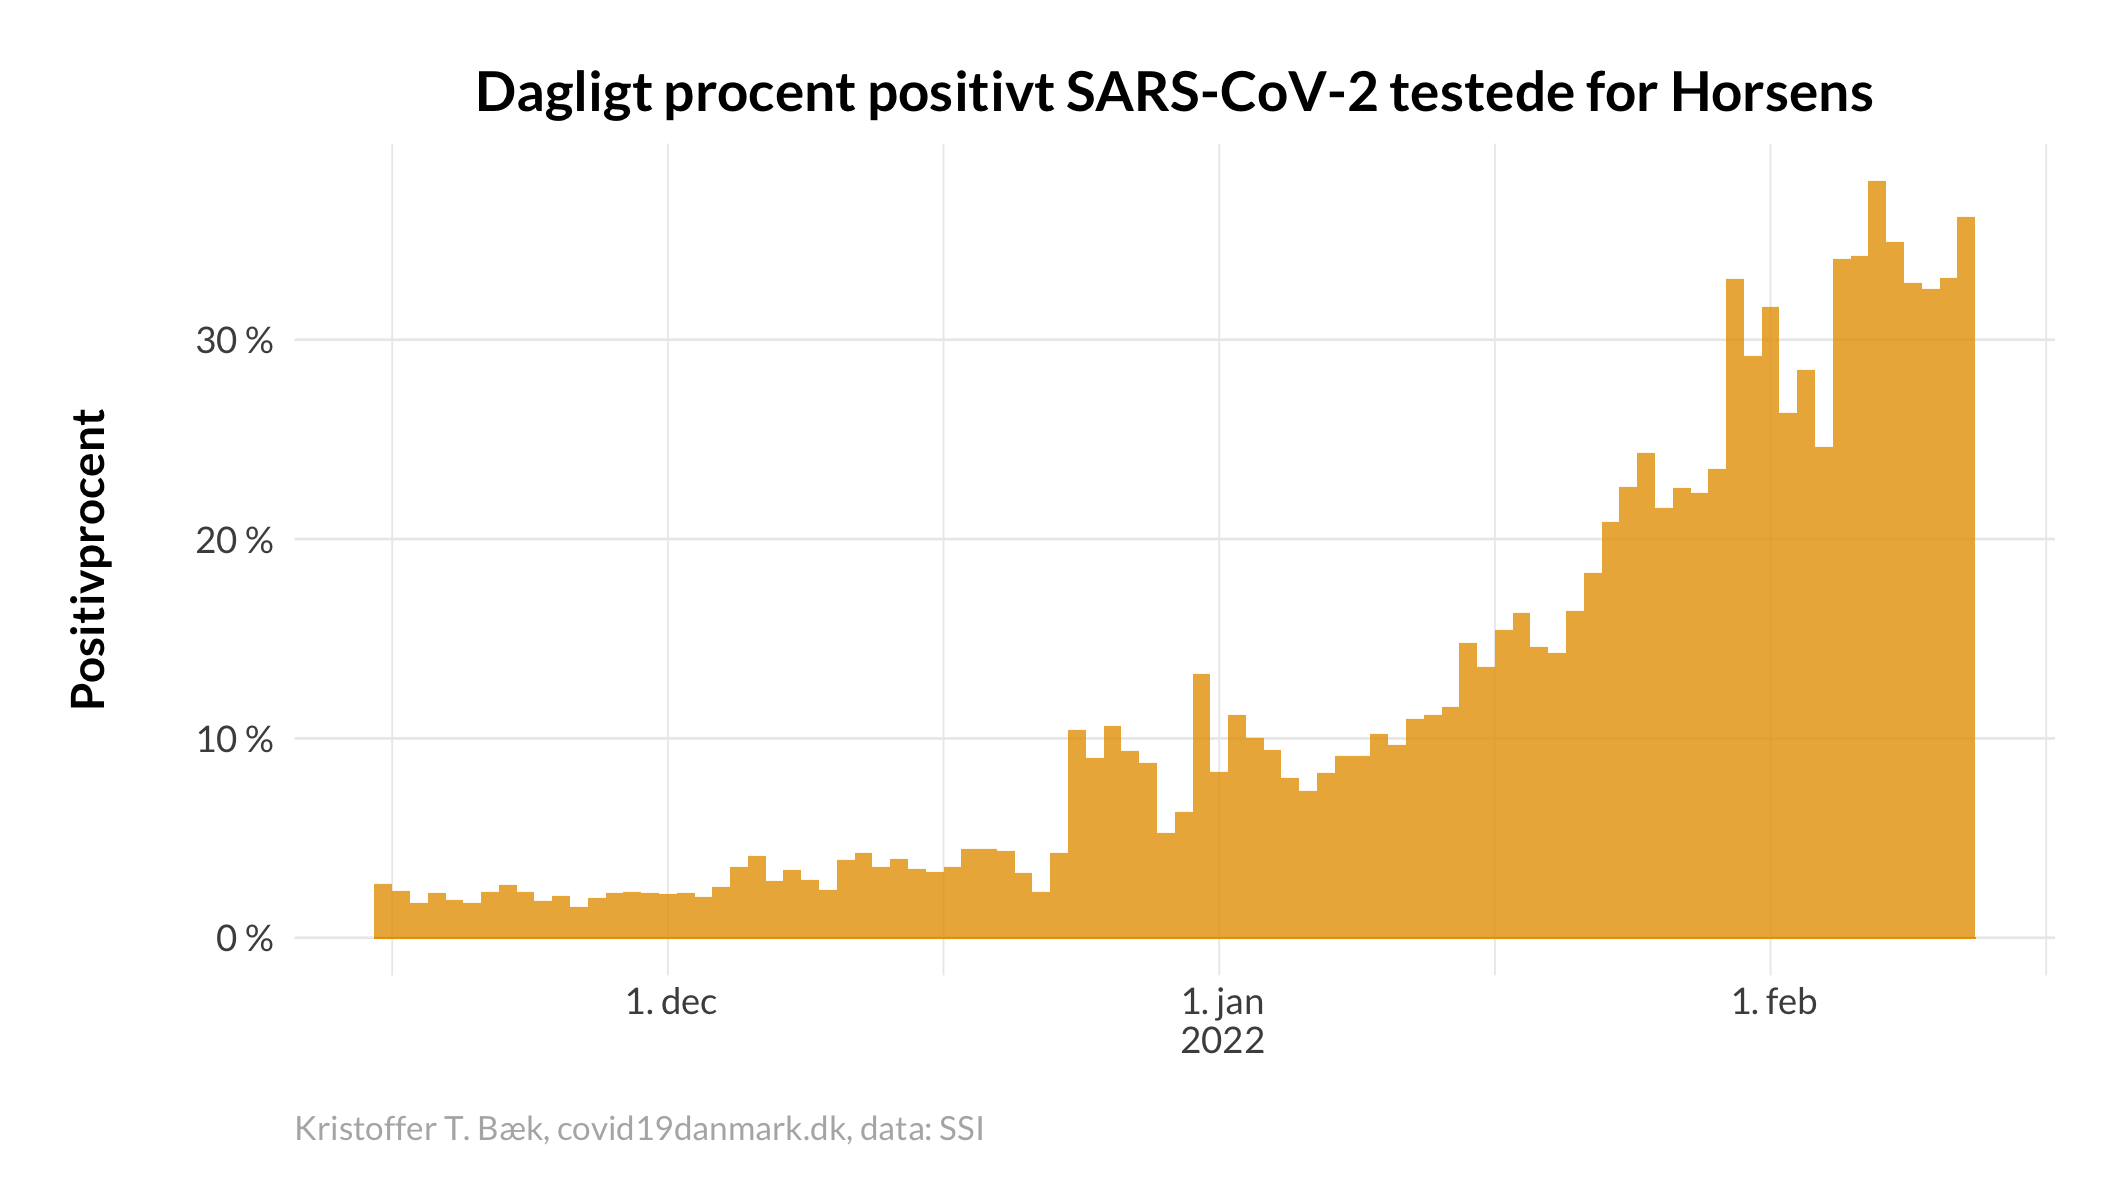 Dagligt procent positivt SARS-CoV-2 testede for Horsens
Positivprocent
30 %
20 %
10 %
0 %
1. dec
1. jan
2022
1. feb
Kristoffer T. Bæk, covid19danmark.dk, data: SSI